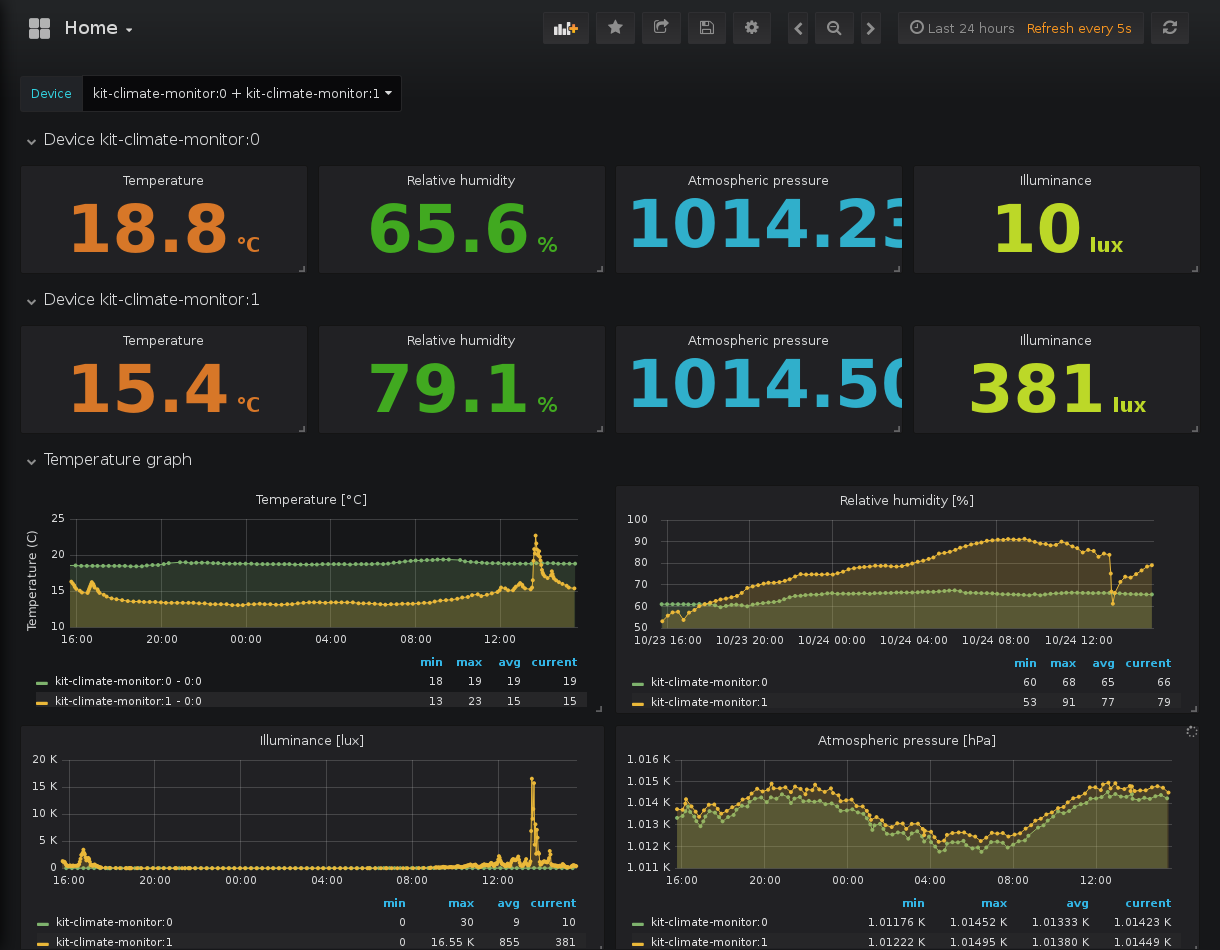 Home
Last 24 hours Refresh every 5s
Device kit-climate-monitor:0 + kit-climate-monitor:1
Device kit-climate-monitor:0
Temperature Relative humidity Atmospheric pressure Illuminance
18.8 °C 65.6 % 1014.23 10 lux
Device kit-climate-monitor:1
Temperature Relative humidity Atmospheric pressure Illuminance
15.4 °C 79.1 % 1014.50 381 lux
Temperature graph
Temperature [°C]
Temperature (C)
25
20
15
10
16:00 20:00 00:00 04:00 08:00 12:00
min max avg current
kit-climate-monitor:0 - 0:0 18 19 19 19
kit-climate-monitor:1 - 0:0 13 23 15 15
Relative humidity [%]
100
90
80
70
60
50
10/23 16:00 10/23 20:00 10/24 00:00 10/24 04:00 10/24 08:00 10/24 12:00
min max avg current
kit-climate-monitor:0 60 68 65 66
kit-climate-monitor:1 53 91 77 79
Illuminance [lux]
20 K
15 K
10 K
5 K
0
16:00 20:00 00:00 04:00 08:00 12:00
min max avg current
kit-climate-monitor:0 0 30 9 10
kit-climate-monitor:1 0 16.55 K 855 381
Atmospheric pressure [hPa]
1.016 K
1.015 K
1.014 K
1.013 K
1.012 K
1.011 K
16:00 20:00 00:00 04:00 08:00 12:00
min max avg current
kit-climate-monitor:0 1.01176 K 1.01452 K 1.01333 K 1.01423 K
kit-climate-monitor:1 1.01222 K 1.01495 K 1.01380 K 1.01449 K